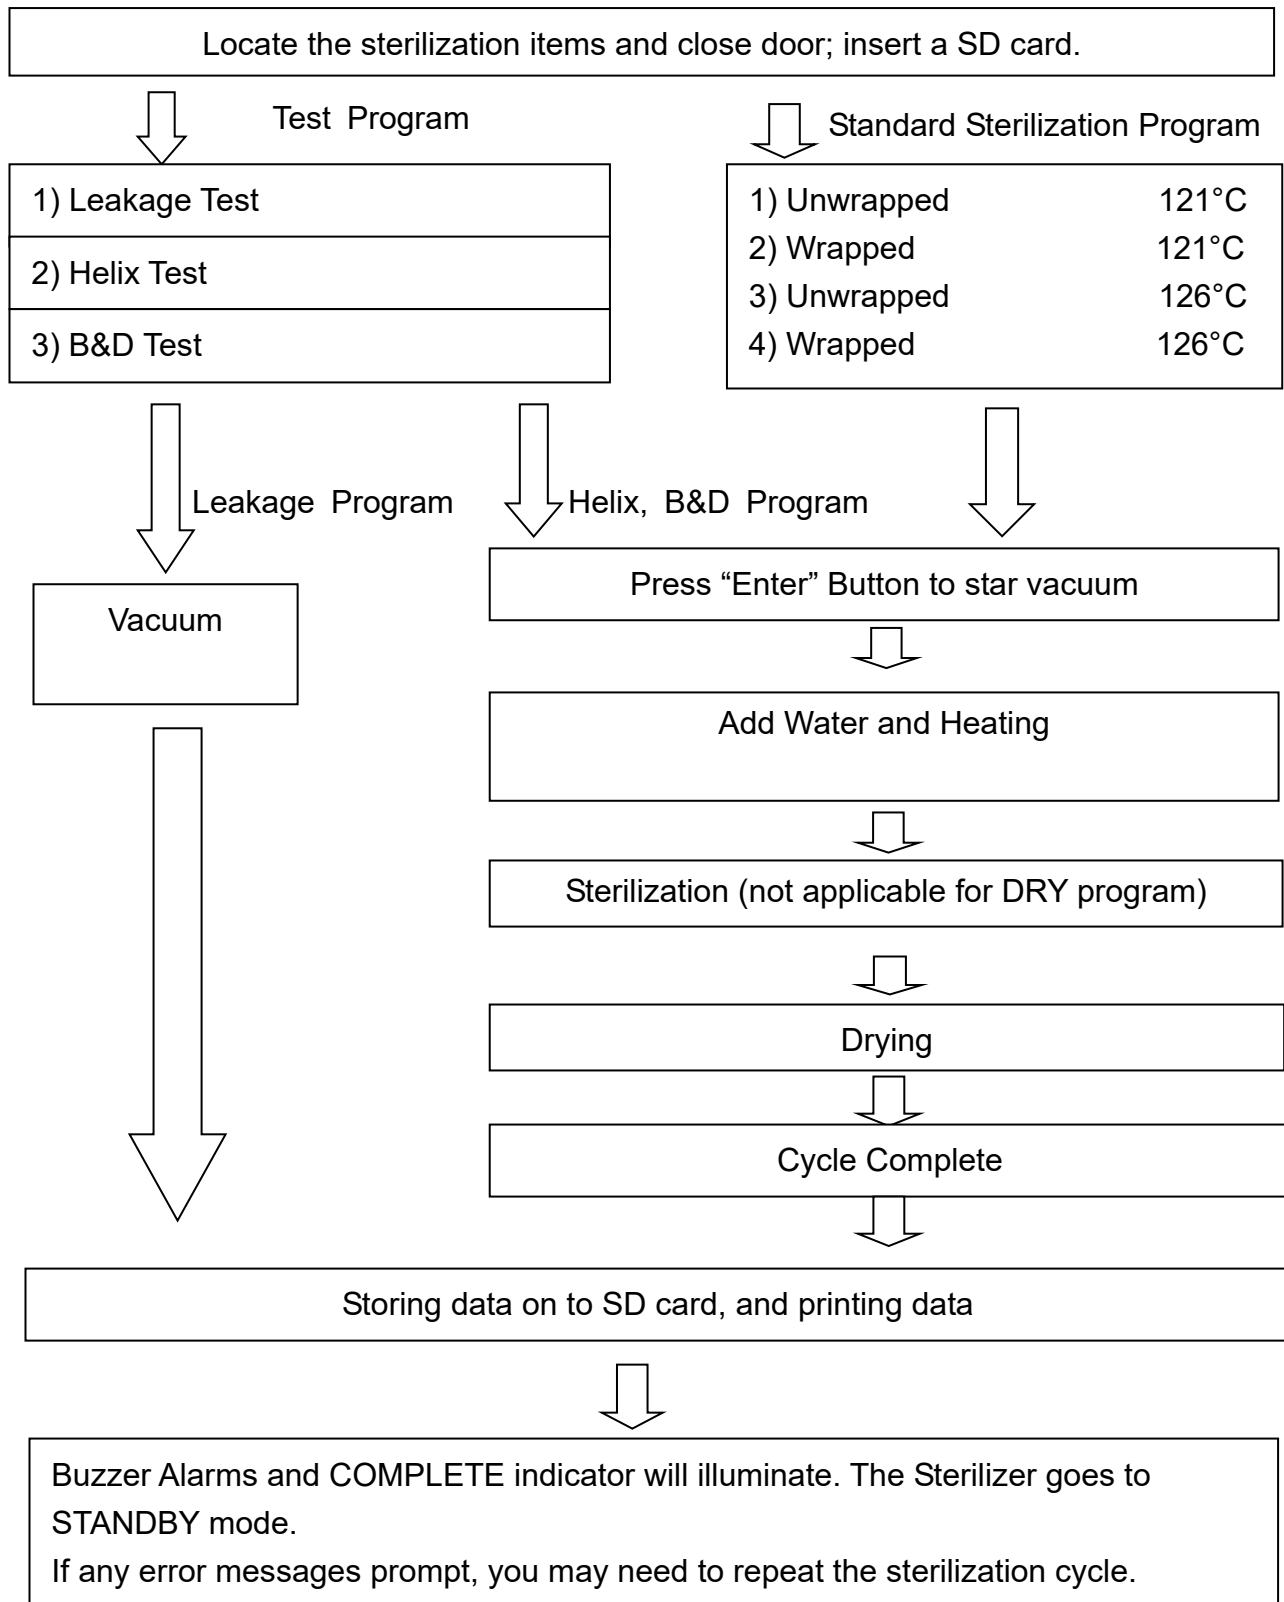 Locate the sterilization items and close door; insert a SD card.
Test Program
Standard Sterilization Program
1) Leakage Test
2) Helix Test
3) B&D Test
1) Unwrapped 121°C
2) Wrapped 121°C
3) Unwrapped 126°C
4) Wrapped 126°C
Leakage Program
Helix, B&D Program
Vacuum
Press “Enter” Button to star vacuum
Add Water and Heating
Sterilization (not applicable for DRY program)
Drying
Cycle Complete
Storing data on to SD card, and printing data
Buzzer Alarms and COMPLETE indicator will illuminate. The Sterilizer goes to
STANDBY mode.
If any error messages prompt, you may need to repeat the sterilization cycle.